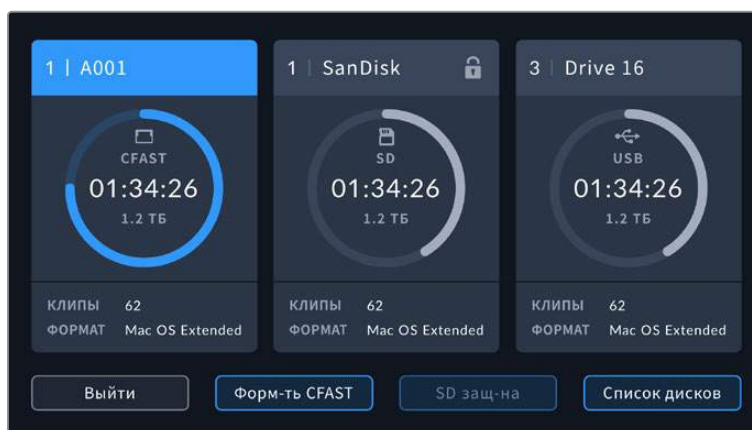 1 | A001
1 | SanDisk
3 | Drive 16
CFAST
01:34:26
1.2 ТБ
SD
01:34:26
1.2 ТБ
USB
01:34:26
1.2 ТБ
КЛИПЫ 62
ФОРМАТ Mac OS Extended
КЛИПЫ 62
ФОРМАТ Mac OS Extended
КЛИПЫ 62
ФОРМАТ Mac OS Extended
Выйти
Форм-ть CFAST
SD защ-на
Список дисков